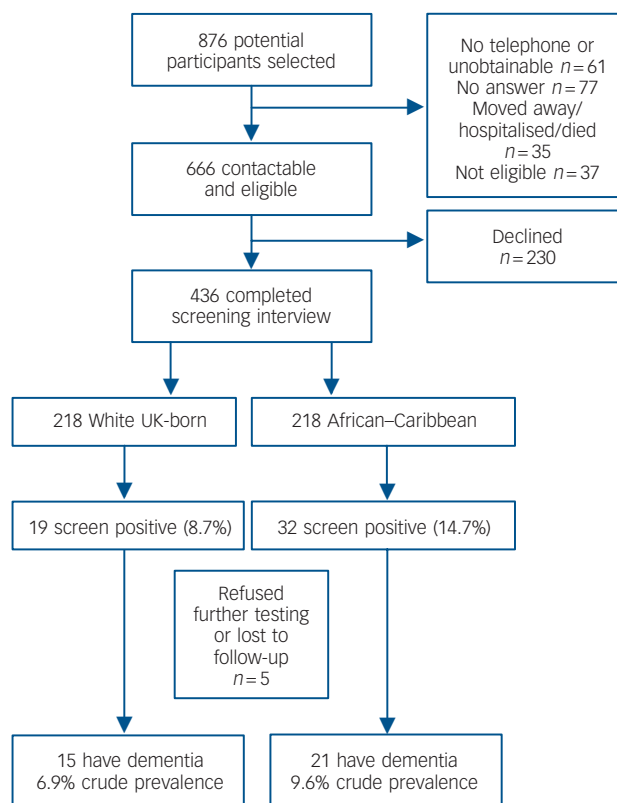 876 potential
participants selected
No telephone or
unobtainable n=61
No answer n=77
Moved away/
hospitalised/died
n=35
Not eligible n=37
666 contactable
and eligible
Declined
n=230
436 completed
screening interview
218 White UK-born
218 African–Caribbean
19 screen positive (8.7%)
32 screen positive (14.7%)
Refused
further testing
or lost to
follow-up
n=5
15 have dementia
6.9% crude prevalence
21 have dementia
9.6% crude prevalence